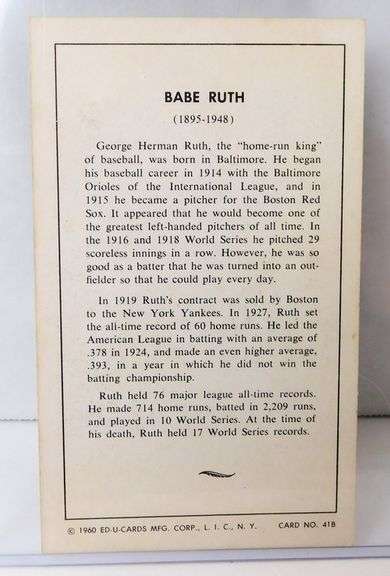 BABE RUTH
(1895-1948)
George Herman Ruth, the "home-run king"
of baseball, was born in Baltimore. He began
his baseball career in 1914 with the Baltimore
Orioles of the International League, and in
1915 he became a pitcher for the Boston Red
Sox. It appeared that he would become one of
the greatest left-handed pitchers of all time. In
the 1916 and 1918 World Series he pitched 29
scoreless innings in a row. However, he was so
good as a batter that he was turned into an out-
fielder so that he could play every day.
In 1919 Ruth's contract was sold by Boston
to the New York Yankees. In 1927, Ruth set
the all-time record of 60 home runs. He led the
American League in batting with an average of
.378 in 1924, and made an even higher average,
.393, in a year in which he did not win the
batting championship.
Ruth held 76 major league all-time records.
He made 714 home runs, batted in 2,209 runs,
and played in 10 World Series. At the time of
his death, Ruth held 17 World Series records.
© 1960 ED-U-CARDS MFG. CORP., L. I. C., N. Y. CARD NO. 41B